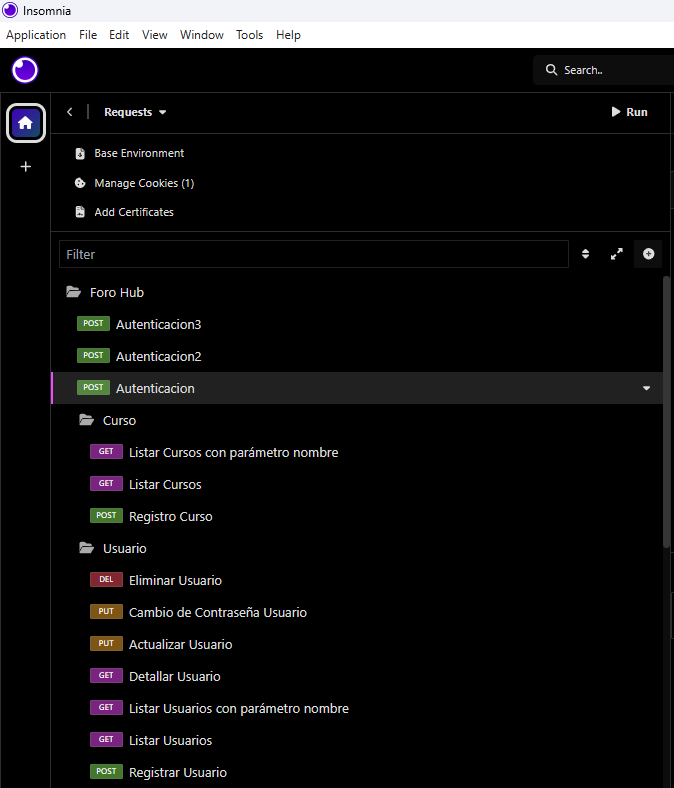 Insomnia
Application File Edit View Window Tools Help
Search..
Requests Run
Base Environment
Manage Cookies (1)
Add Certificates
Filter
Foro Hub
POST Autenticacion3
POST Autenticacion2
POST Autenticacion
Curso
GET Listar Cursos con parámetro nombre
GET Listar Cursos
POST Registro Curso
Usuario
DEL Eliminar Usuario
PUT Cambio de Contraseña Usuario
PUT Actualizar Usuario
GET Detallar Usuario
GET Listar Usuarios con parámetro nombre
GET Listar Usuarios
POST Registrar Usuario